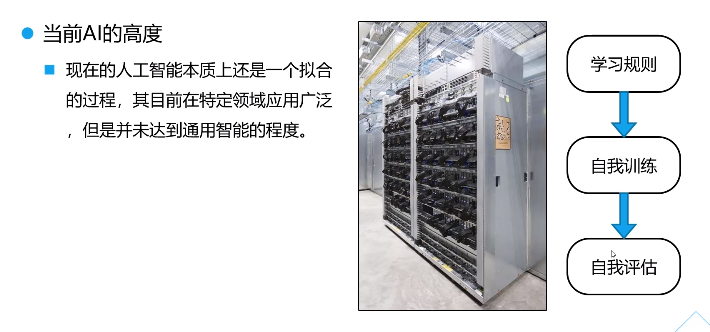 当前AI的高度
现在的人工智能本质上还是一个拟合
的过程，其目前在特定领域应用广泛
，但是并未达到通用智能的程度。
学习规则
自我训练
自我评估